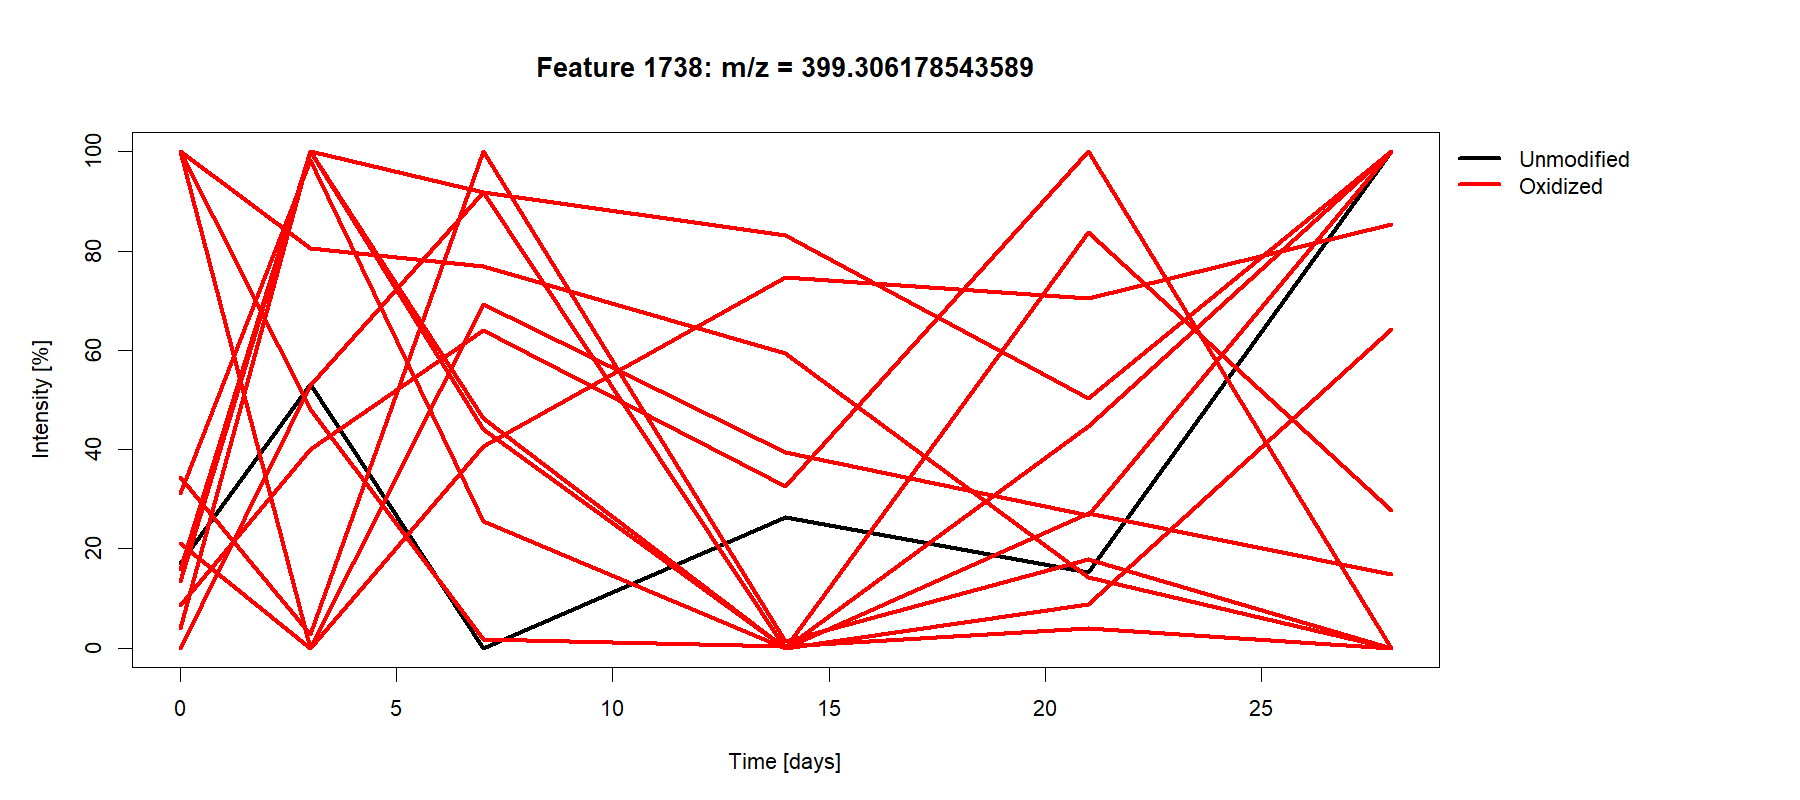 Feature 1738: m/z = 399.306178543589
Unmodified
Oxidized
Intensity [%]
100
80
60
40
20
0
0 5 10 15 20 25
Time [days]